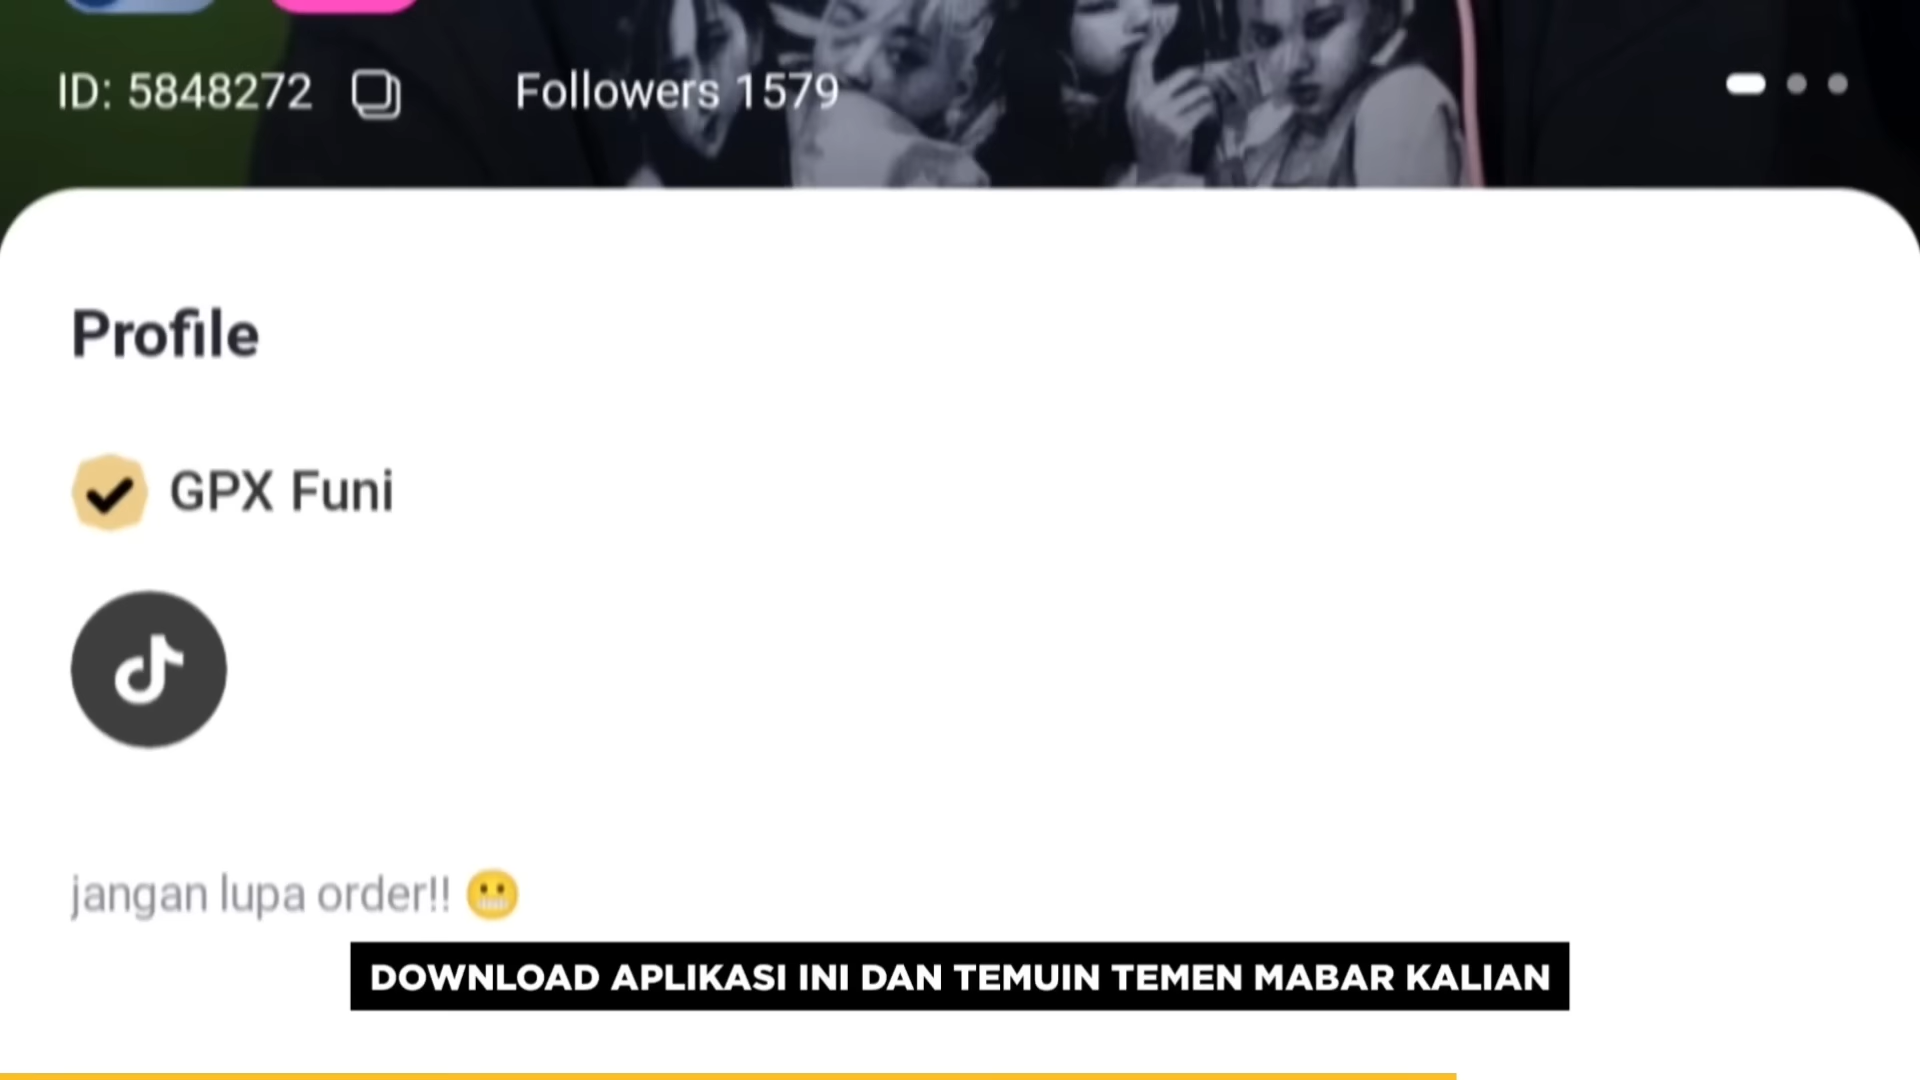 ID: 5848272 Followers 1579
Profile
GPX Funi
jangan lupa order!! 😬
DOWNLOAD APLIKASI INI DAN TEMUIN TEMEN MABAR KALIAN